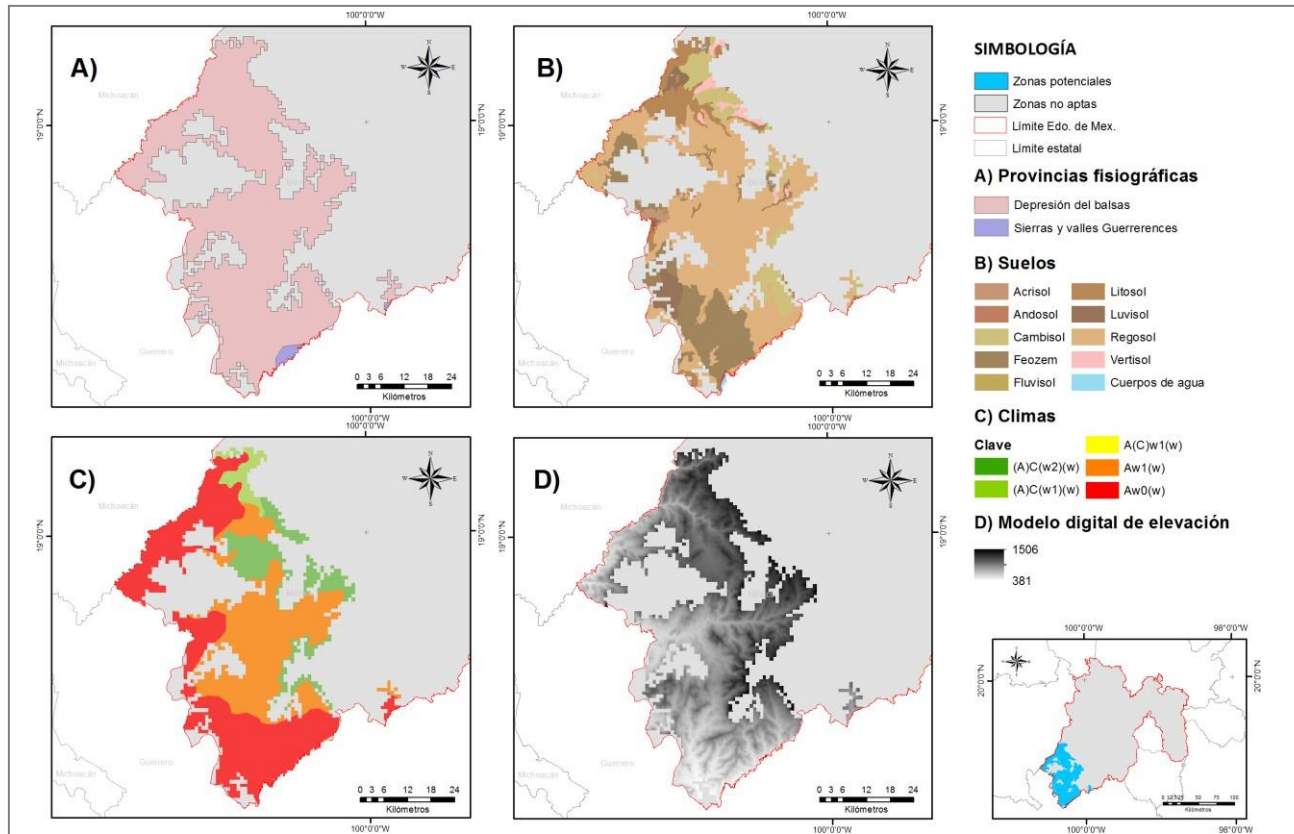 100°0'0"W
A)
N
W E
S
Michoacán
19°0'0"N
19°0'0"N
Guerrero
Michoacán
0 3 6 12 18 24
Kilómetros
100°0'0"W
100°0'0"W
B)
N
W E
S
Michoacán
19°0'0"N
19°0'0"N
Guerrero
Michoacán
0 3 6 12 18 24
Kilómetros
100°0'0"W
100°0'0"W
C)
N
W E
S
Michoacán
19°0'0"N
19°0'0"N
Guerrero
Michoacán
0 3 6 12 18 24
Kilómetros
100°0'0"W
100°0'0"W
D)
N
W E
S
Michoacán
19°0'0"N
19°0'0"N
Guerrero
Michoacán
0 3 6 12 18 24
Kilómetros
100°0'0"W
SIMBOLOGÍA
Zonas potenciales
Zonas no aptas
Límite Edo. de Mex.
Límite estatal
A) Provincias fisiográficas
Depresión del balsas
Sierras y valles Guerrerences
B) Suelos
Acrisol Litosol
Andosol Luvisol
Cambisol Regosol
Feozem Vertisol
Fluvisol Cuerpos de agua
C) Climas
Clave A(C)w1(w)
(A)C(w2)(w) Aw1(w)
(A)C(w1)(w) Aw0(w)
D) Modelo digital de elevación
1506
381
100°0'0"W 98°0'0"W
20°0'0"N
20°0'0"N
50 75 100
Kilómetros
100°0'0"W 98°0'0"W